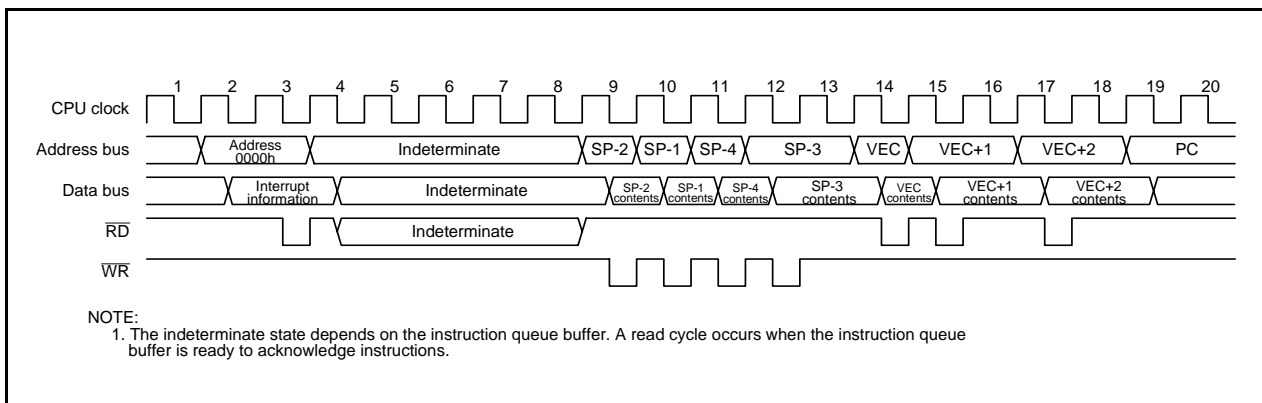 1 2 3 4 5 6 7 8 9 10 11 12 13 14 15 16 17 18 19 20
CPU clock
Address bus Address 0000h Indeterminate SP-2 SP-1 SP-4 SP-3 VEC VEC+1 VEC+2 PC
Data bus Interrupt information Indeterminate SP-2 contents SP-1 contents SP-4 contents SP-3 contents VEC contents VEC+1 contents VEC+2 contents
RD Indeterminate
WR
NOTE:
1. The indeterminate state depends on the instruction queue buffer. A read cycle occurs when the instruction queue
buffer is ready to acknowledge instructions.